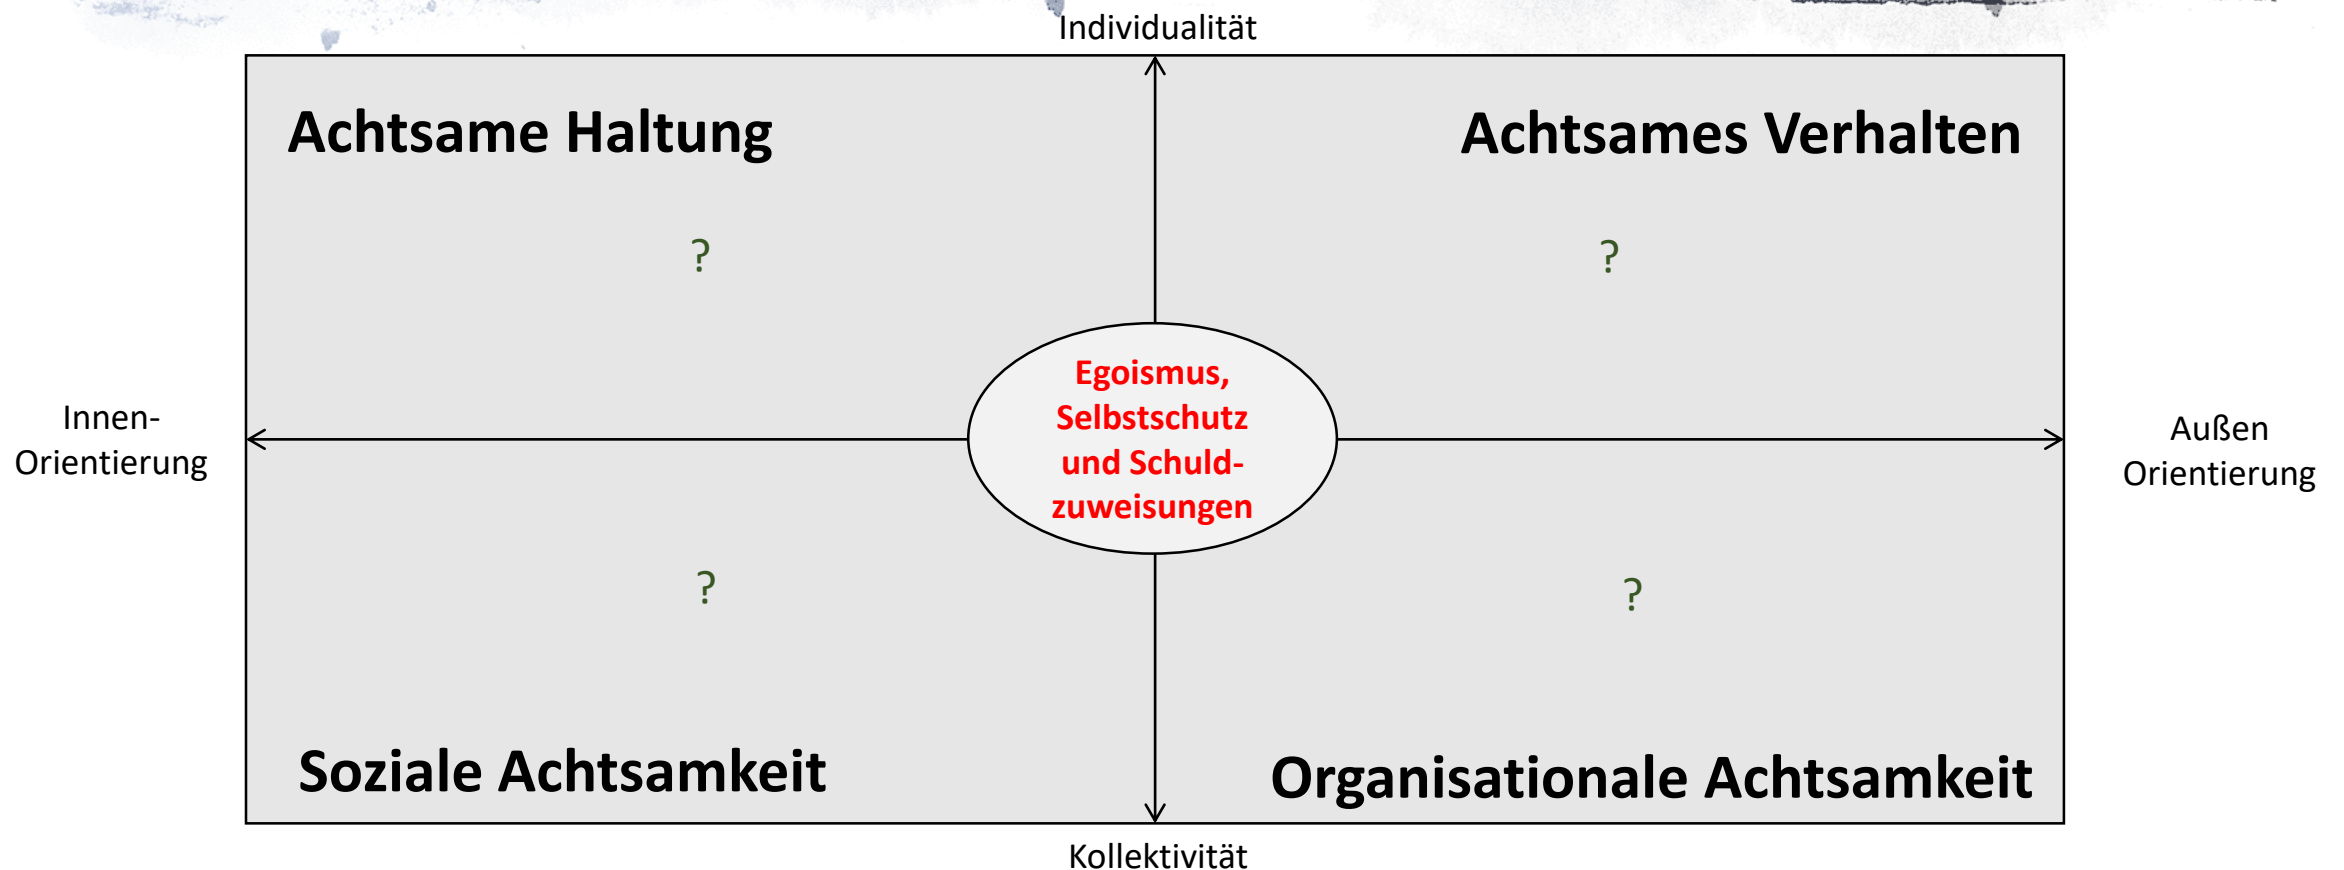 Individualität
Achtsame Haltung
Achtsames Verhalten
?
?
Innen-
Orientierung
Egoismus,
Selbstschutz
und Schuld-
zuweisungen
Außen
Orientierung
?
?
Soziale Achtsamkeit
Organisationale Achtsamkeit
Kollektivität